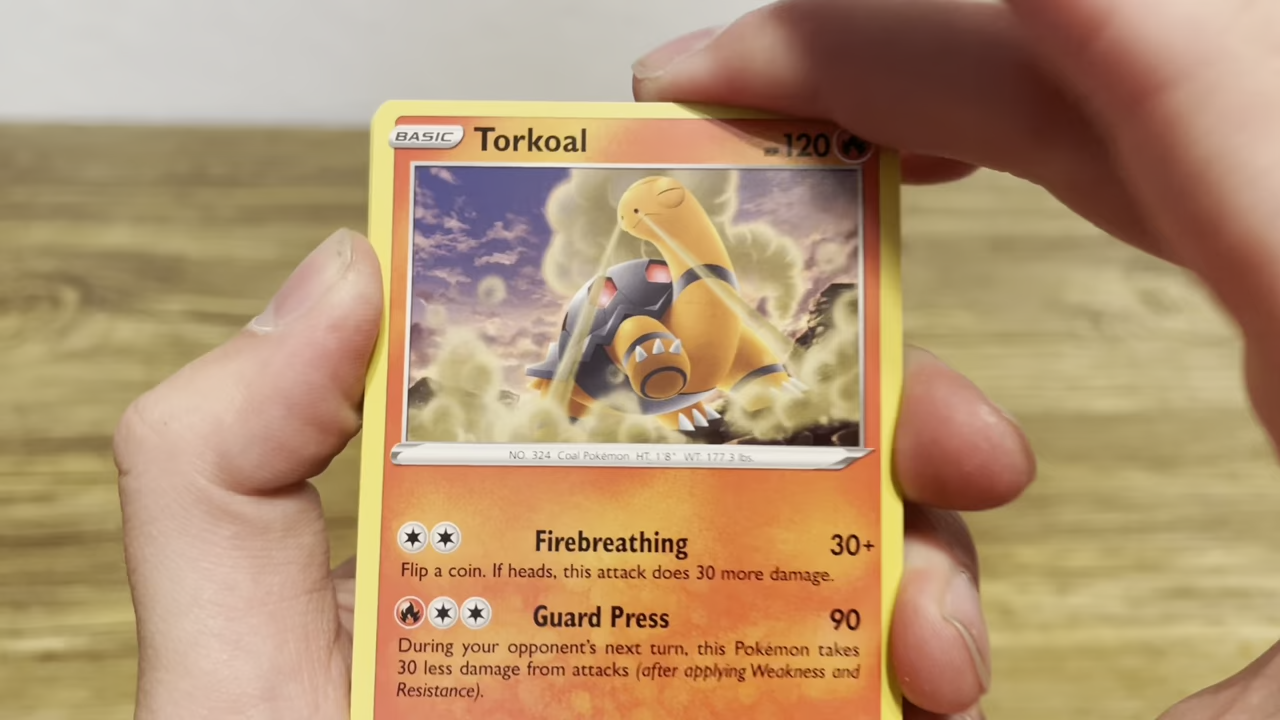 BASIC Torkoal HP 120
NO. 324 Coal Pokémon HT: 1'8" WT: 177.3 lbs.
Firebreathing 30+
Flip a coin. If heads, this attack does 30 more damage.
Guard Press 90
During your opponent's next turn, this Pokémon takes
30 less damage from attacks (after applying Weakness and
Resistance).